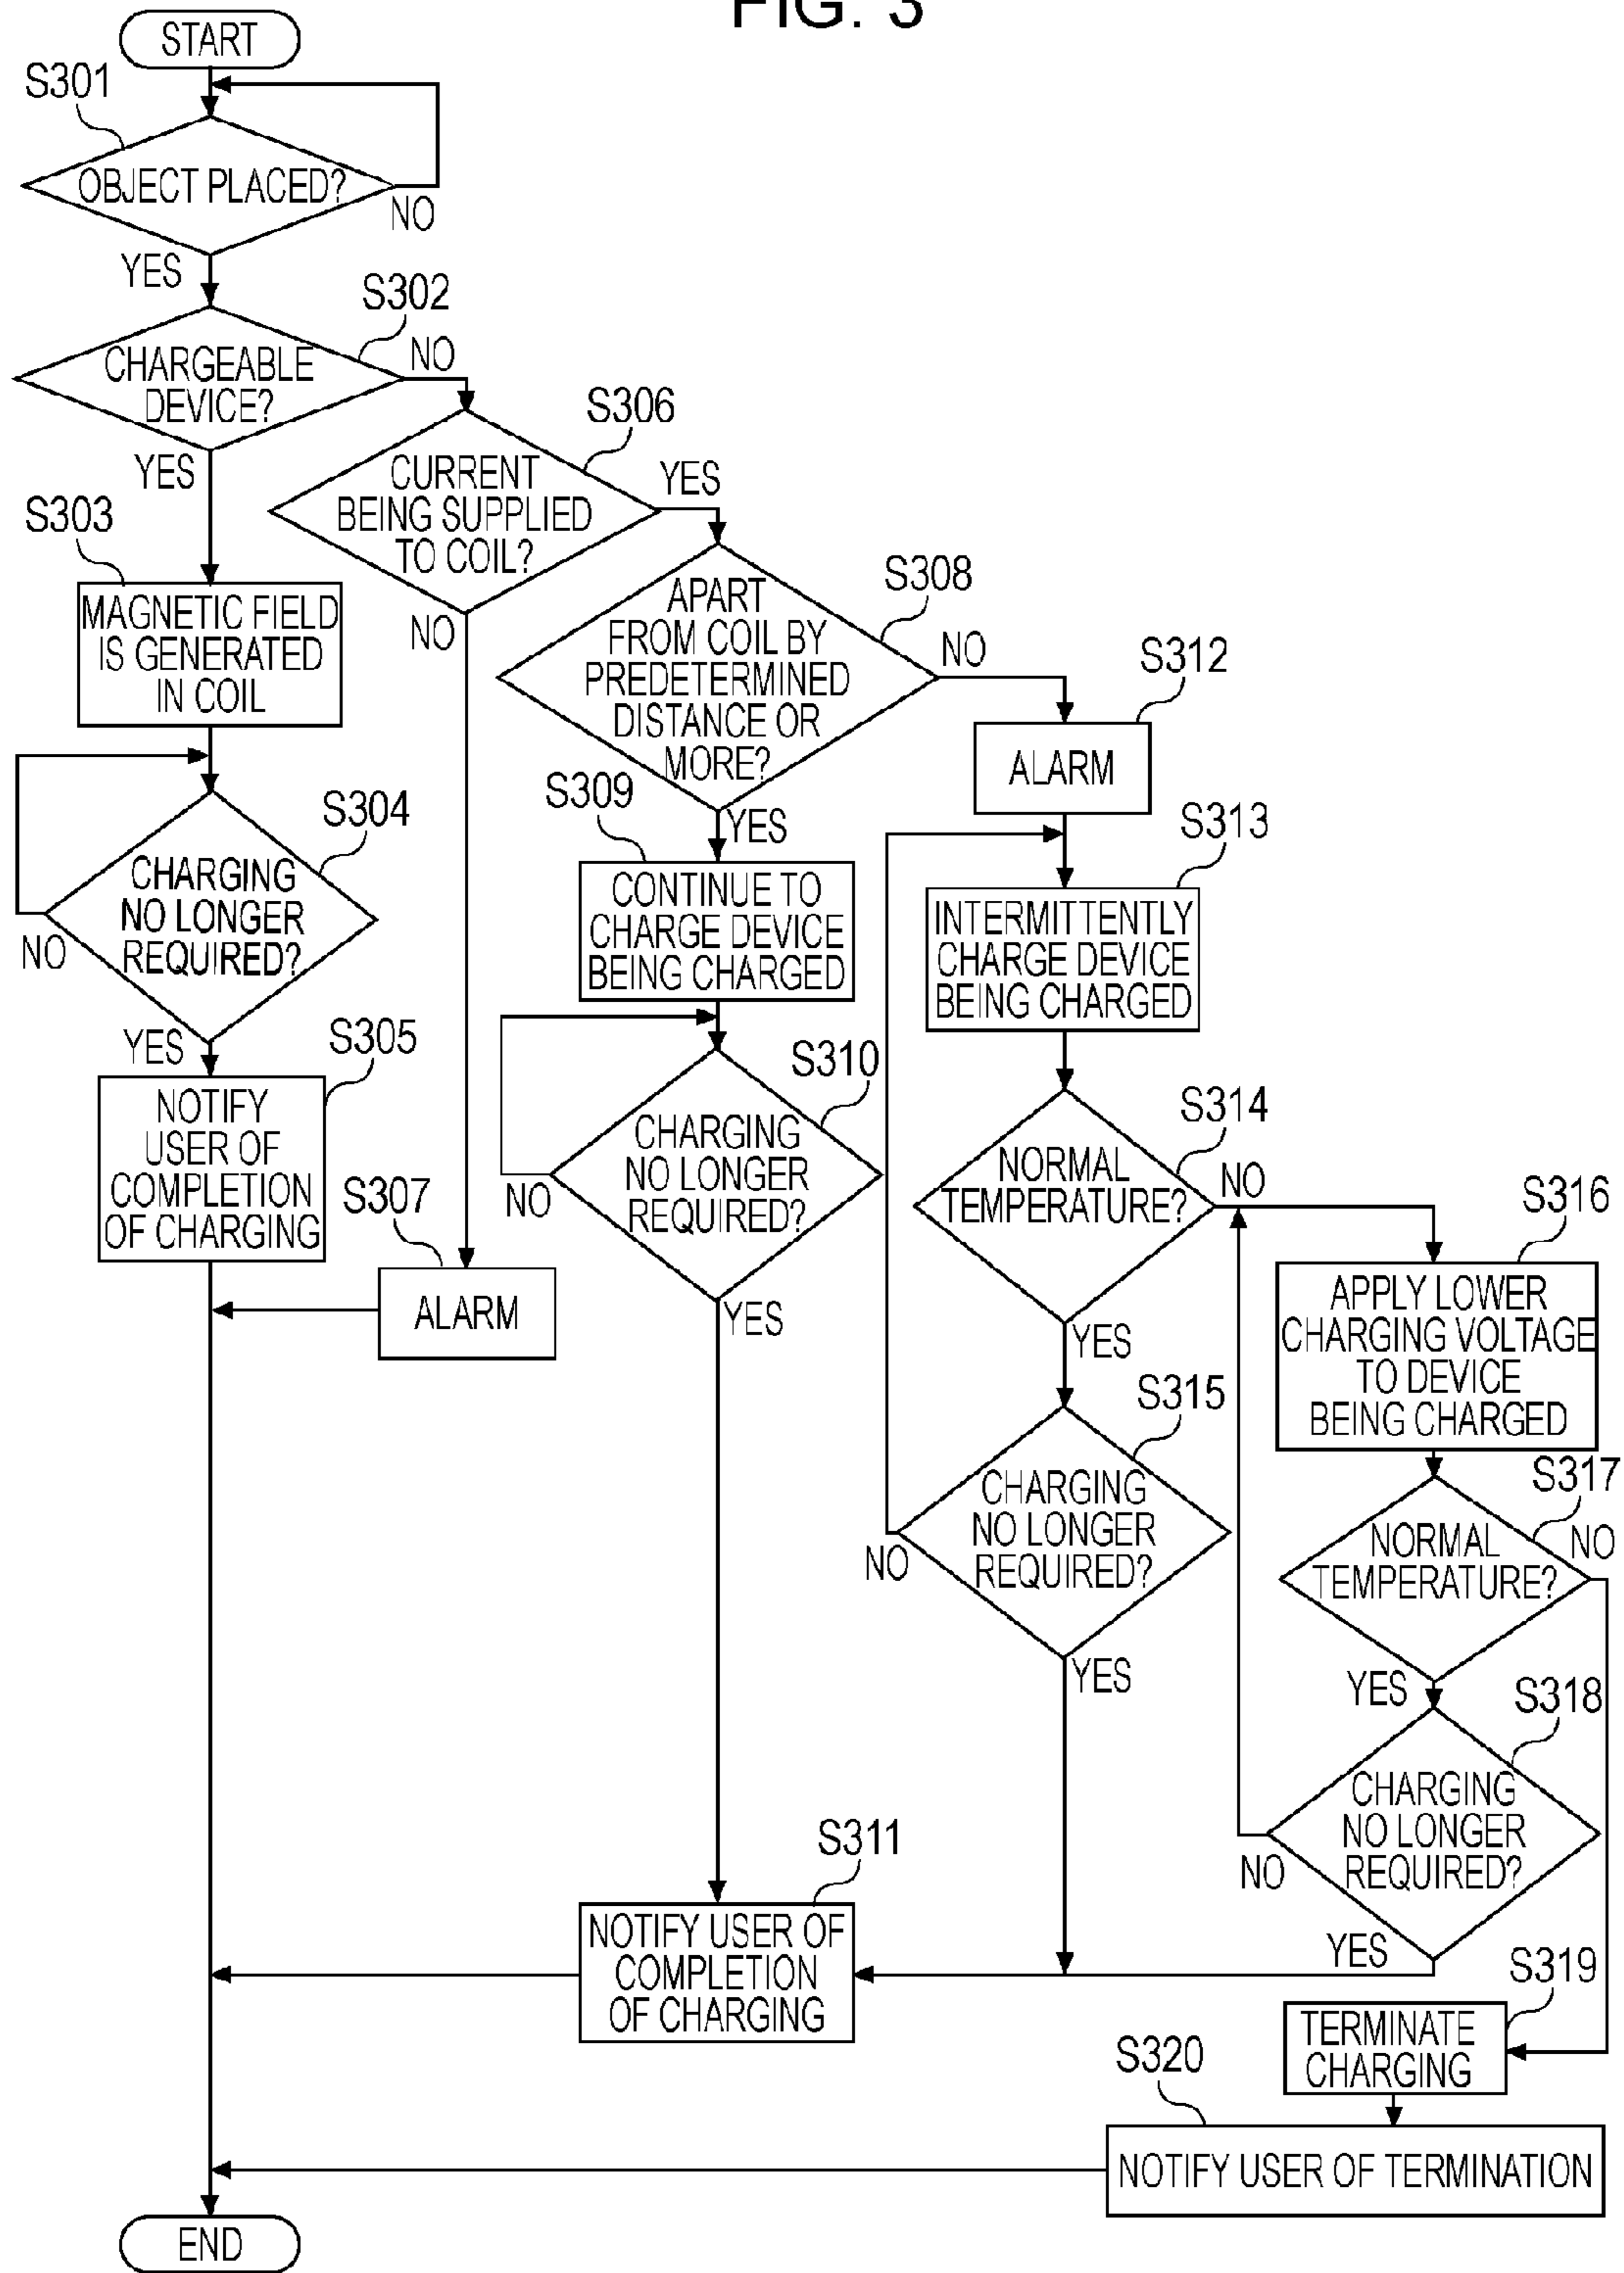 FIG. 3
START
S301
OBJECT PLACED?
NO
YES
S302
CHARGEABLE
DEVICE?
NO
YES
S306
CURRENT
BEING SUPPLIED
TO COIL?
YES
NO
S303
MAGNETIC FIELD
IS GENERATED
IN COIL
S308
APART
FROM COIL BY
PREDETERMINED
DISTANCE OR
MORE?
NO
YES
S312
ALARM
S304
CHARGING
NO LONGER
REQUIRED?
NO
YES
S309
CONTINUE TO
CHARGE DEVICE
BEING CHARGED
S313
INTERMITTENTLY
CHARGE DEVICE
BEING CHARGED
S305
NOTIFY
USER OF
COMPLETION
OF CHARGING
S310
CHARGING
NO LONGER
REQUIRED?
NO
YES
S314
NORMAL
TEMPERATURE?
NO
YES
S307
ALARM
S316
APPLY LOWER
CHARGING VOLTAGE
TO DEVICE
BEING CHARGED
S315
CHARGING
NO LONGER
REQUIRED?
NO
YES
S317
NORMAL
TEMPERATURE?
NO
YES
S318
CHARGING
NO LONGER
REQUIRED?
NO
YES
S311
NOTIFY USER OF
COMPLETION
OF CHARGING
S319
TERMINATE
CHARGING
S320
NOTIFY USER OF TERMINATION
END